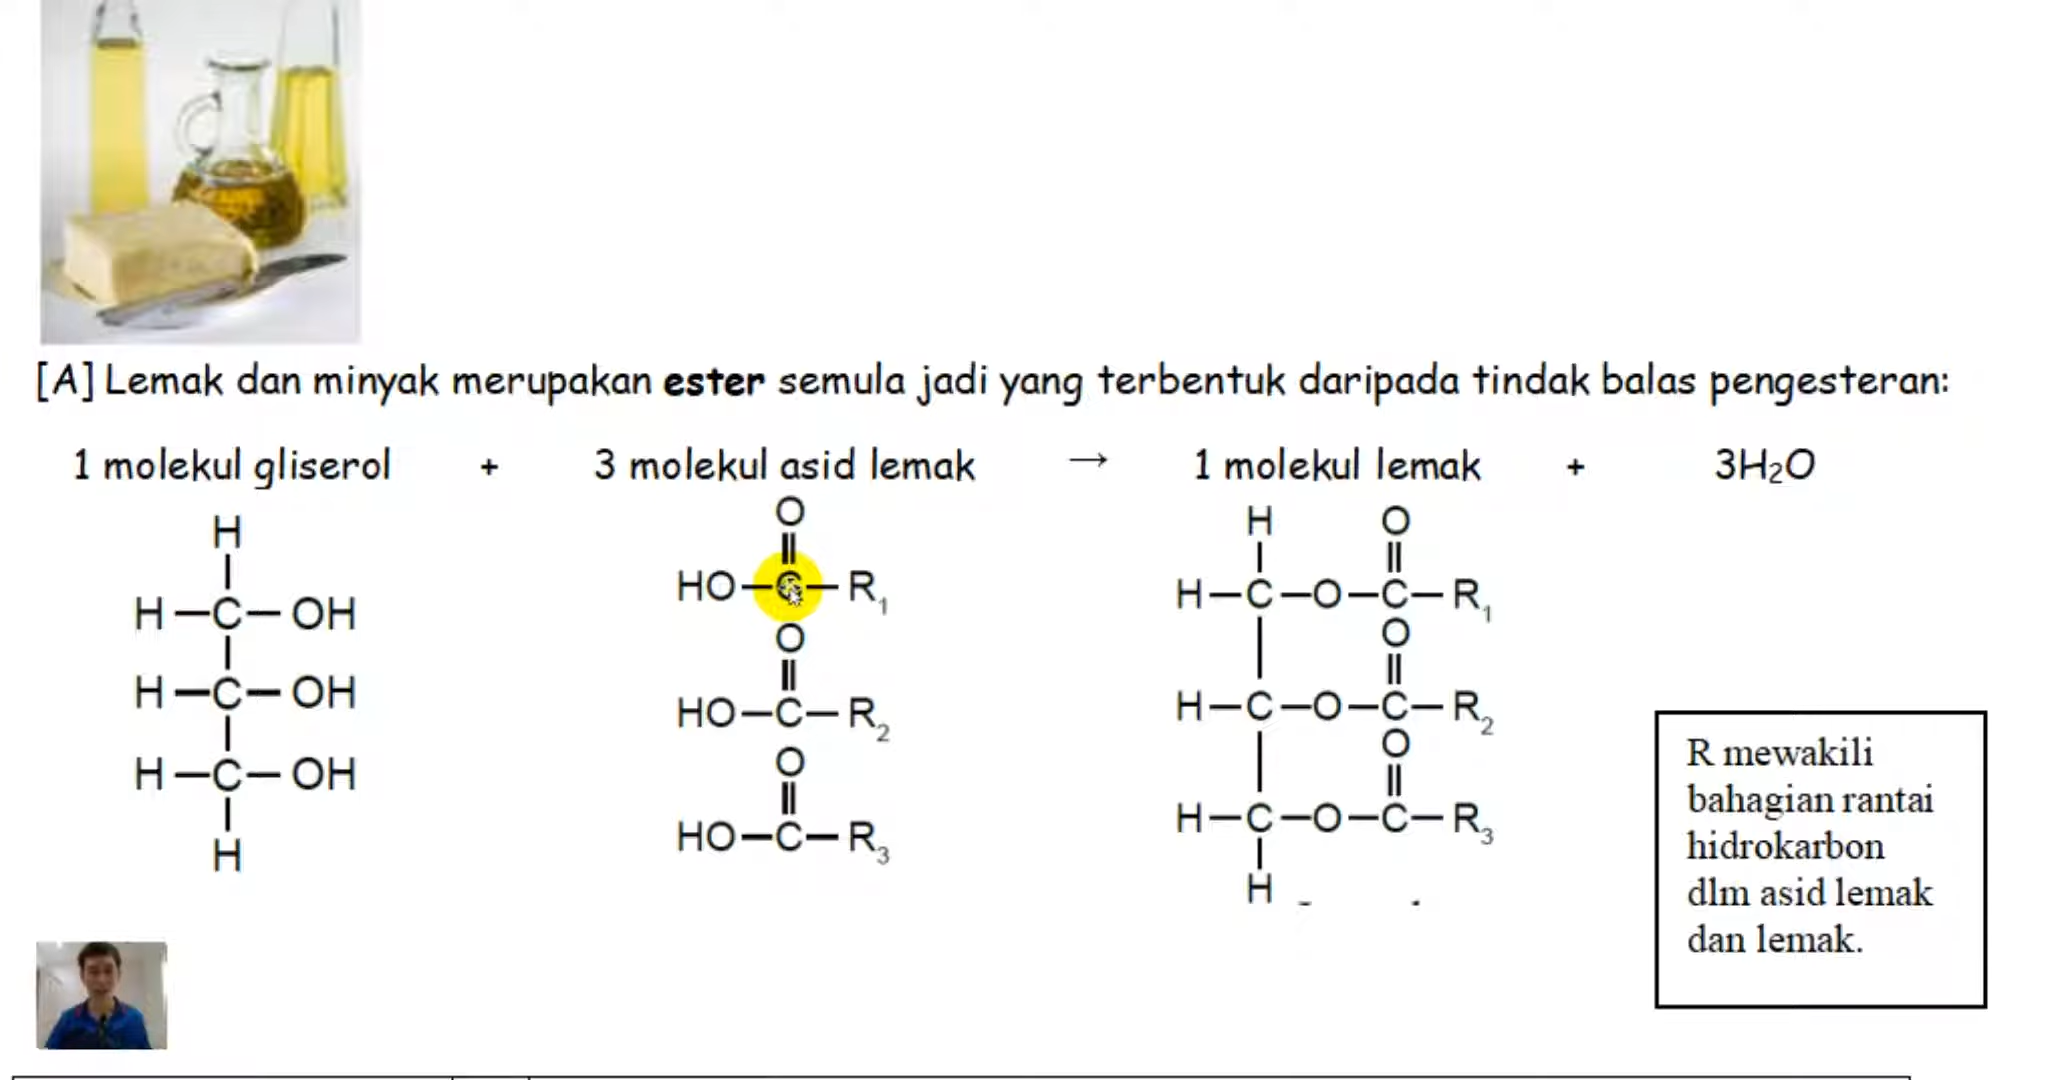 [A] Lemak dan minyak merupakan ester semula jadi yang terbentuk daripada tindak balas pengesteran:
1 molekul gliserol + 3 molekul asid lemak → 1 molekul lemak + 3H₂O
H
H–C–OH
H–C–OH
H–C–OH
H
O
HO–C–R₁
O
HO–C–R₂
O
HO–C–R₃
H O
H–C–O–C–R₁
O
H–C–O–C–R₂
O
H–C–O–C–R₃
H
R mewakili
bahagian rantai
hidrokarbon
dlm asid lemak
dan lemak.